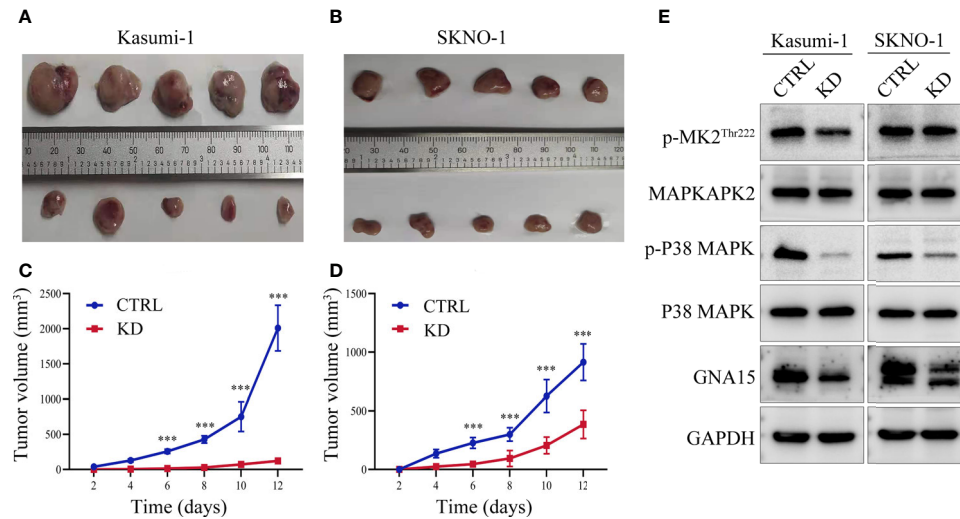 A
Kasumi-1
B
SKNO-1
C
Tumor volume (mm³)
2500
2000
1500
1000
500
0
CTRL
KD
***
***
***
***
2 4 6 8 10 12
Time (days)
D
Tumor volume (mm³)
1500
1000
500
0
CTRL
KD
***
***
***
***
2 4 6 8 10 12
Time (days)
E
Kasumi-1 SKNO-1
CTRL KD CTRL KD
p-MK2ᵀʰʳ²²²
MAPKAPK2
p-P38 MAPK
P38 MAPK
GNA15
GAPDH